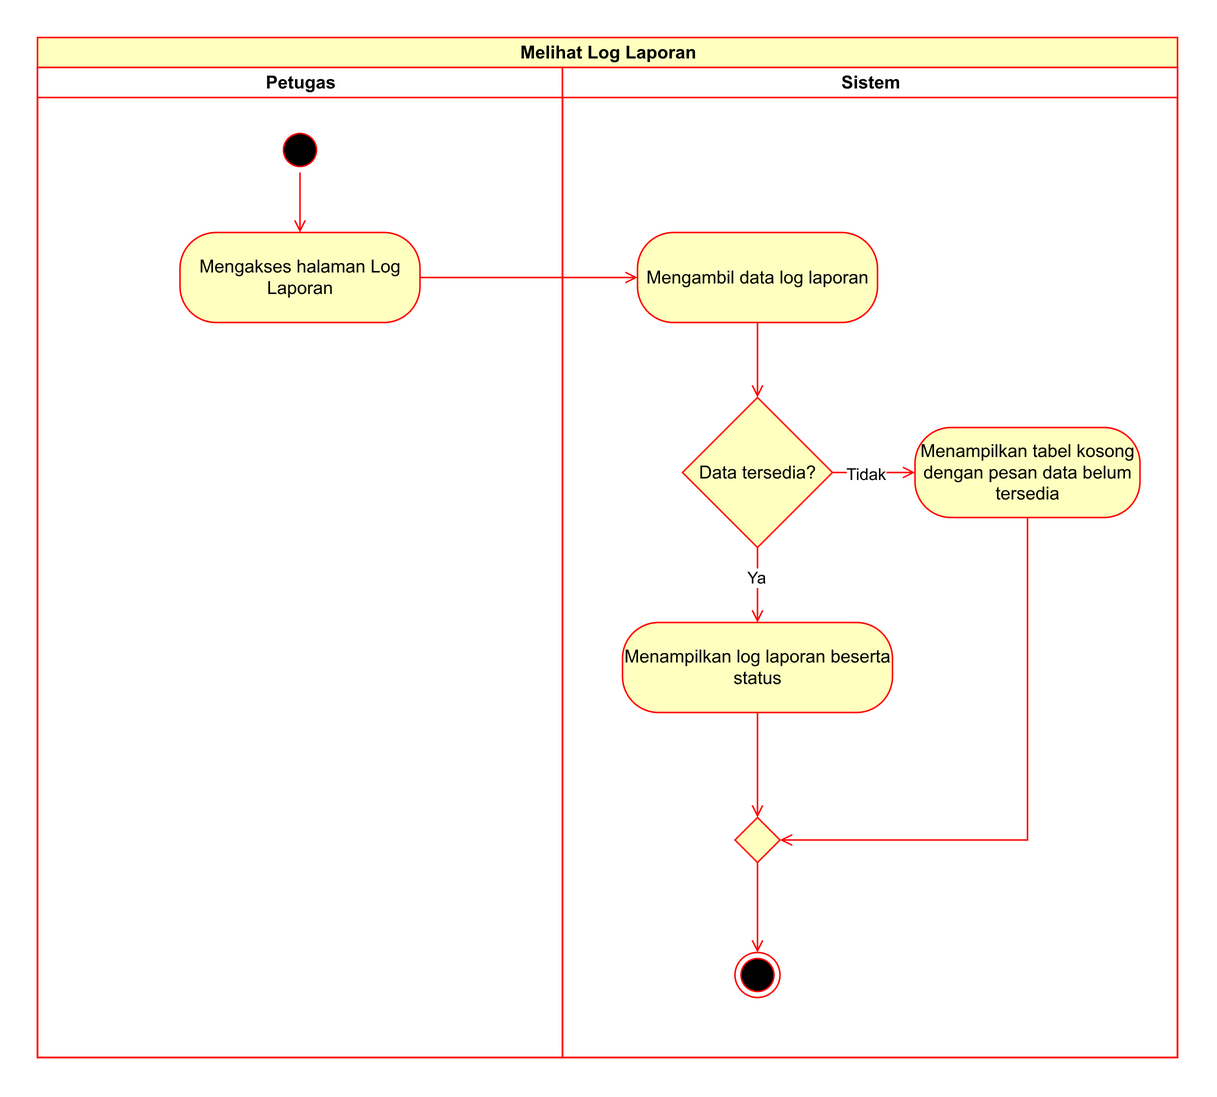 Melihat Log Laporan
Petugas
Sistem
Mengakses halaman Log
Laporan
Mengambil data log laporan
Data tersedia?
Tidak
Menampilkan tabel kosong
dengan pesan data belum
tersedia
Ya
Menampilkan log laporan beserta
status